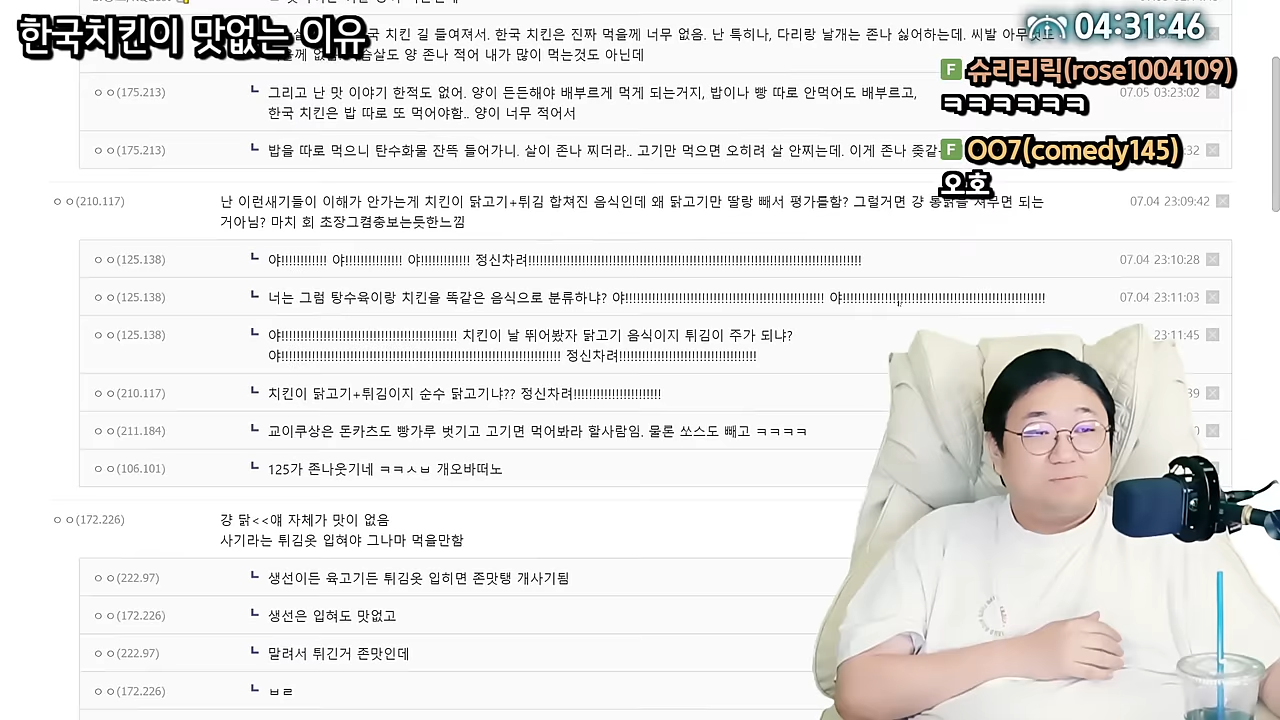 한국치킨이 맛없는 이유
04:31:46
국 치킨 길 들여져서. 한국 치킨은 진짜 먹을께 너무 없음. 난 특히나, 다리랑 날개는 존나 싫어하는데. 씨발
존나 적어 내가 많이 먹는것도 아닌데
슈리리릭(rose1004109)
ㅋㅋㅋㅋㅋㅋ
ㅇㅇ(175.213)
┗ 그리고 난 맛 이야기 한적도 없어. 양이 든든해야 배부르게 먹게 되는거지, 밥이나 빵 따로 안먹어도 배부르고,
한국 치킨은 밥 따로 또 먹어야함.. 양이 너무 적어서
07.05 03:23:02
ㅇㅇ(175.213)
┗ 밥을 따로 먹으니 탄수화물 잔뜩 들어가니. 살이 존나 찌더라.. 고기만 먹으면 오히려 살 안찌는데. 이게 존나 좆같
OO7(comedy145)
오호
ㅇㅇ(210.117)
난 이런새기들이 이해가 안가는게 치킨이 닭고기+튀김 합쳐진 음식인데 왜 닭고기만 딸랑 빼서 평가를함? 그럴거면 걍 통닭을 쳐무면 되는
거아님? 마치 회 초장그켬충보는듯한느낌
07.04 23:09:42
ㅇㅇ(125.138)
┗ 야!!!!!!!!!!!! 야!!!!!!!!!!!!!!! 야!!!!!!!!!!!!! 정신차려!!!!!!!!!!!!!!!!!!!!!!!!!!!!!!!!!!!!!!!!!!!!!!!!!!!!!!!!!!!!!!!!!!!!!!!!!!!!!!!!!!!!!!!!
07.04 23:10:28
ㅇㅇ(125.138)
┗ 너는 그럼 탕수육이랑 치킨을 똑같은 음식으로 분류하냐? 야!!!!!!!!!!!!!!!!!!!!!!!!!!!!!!!!!!!!!!!!!!!!!!!!!!!! 야!!!!!!!!!!!!!!!!!!!!!!!!!!!!!!!!!!!!!!!!!!!!!!!!!!!!!
07.04 23:11:03
ㅇㅇ(125.138)
┗ 야!!!!!!!!!!!!!!!!!!!!!!!!!!!!!!!!!!!!!!!!!!!!!! 치킨이 날 뛰어봤자 닭고기 음식이지 튀김이 주가 되냐?
야!!!!!!!!!!!!!!!!!!!!!!!!!!!!!!!!!!!!!!!!!!!!!!!!!!!!!!!!!!!!!!!!!!!!!!!!!!!!! 정신차려!!!!!!!!!!!!!!!!!!!!!!!!!!!!!!!!!!!!
23:11:45
ㅇㅇ(210.117)
┗ 치킨이 닭고기+튀김이지 순수 닭고기냐?? 정신차려!!!!!!!!!!!!!!!!!!!!!!!
ㅇㅇ(211.184)
┗ 교이쿠상은 돈카츠도 빵가루 벗기고 고기면 먹어봐라 할사람임. 물론 쏘스도 빼고 ㅋㅋㅋㅋ
ㅇㅇ(106.101)
┗ 125가 존나웃기네 ㅋㅋㅅㅂ 개오바떠노
ㅇㅇ(172.226)
걍 닭<<얘 자체가 맛이 없음
사기라는 튀김옷 입혀야 그나마 먹을만함
ㅇㅇ(222.97)
┗ 생선이든 육고기든 튀김옷 입히면 존맛탱 개사기됨
ㅇㅇ(172.226)
┗ 생선은 입혀도 맛없고
ㅇㅇ(222.97)
┗ 말려서 튀긴거 존맛인데
ㅇㅇ(172.226)
┗ ㅂㄹ